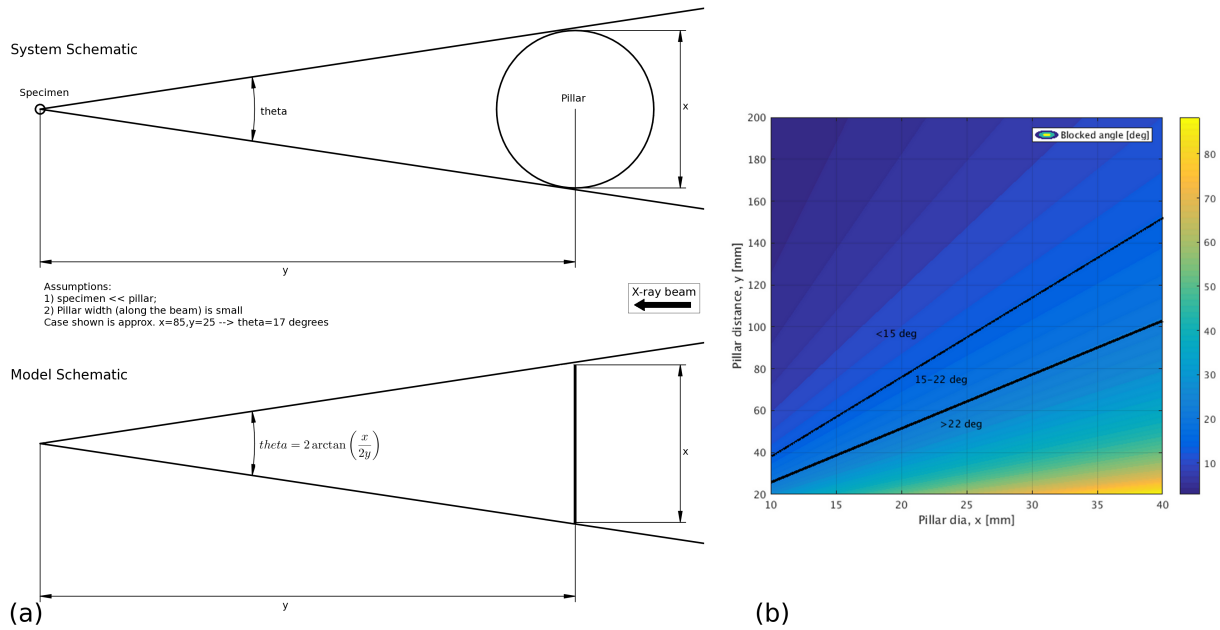 System Schematic
Specimen
theta
Pillar
x
y
Assumptions:
1) specimen << pillar;
2) Pillar width (along the beam) is small
Case shown is approx. x=85,y=25 --> theta=17 degrees
X-ray beam
Model Schematic
theta = 2 arctan (x/2y)
x
y
(a)
200
180
160
140
120
100
80
60
40
20
Pillar distance, y [mm]
Blocked angle [deg]
<15 deg
15-22 deg
>22 deg
10
15
20
25
30
35
40
Pillar dia, x [mm]
80
70
60
50
40
30
20
10
(b)